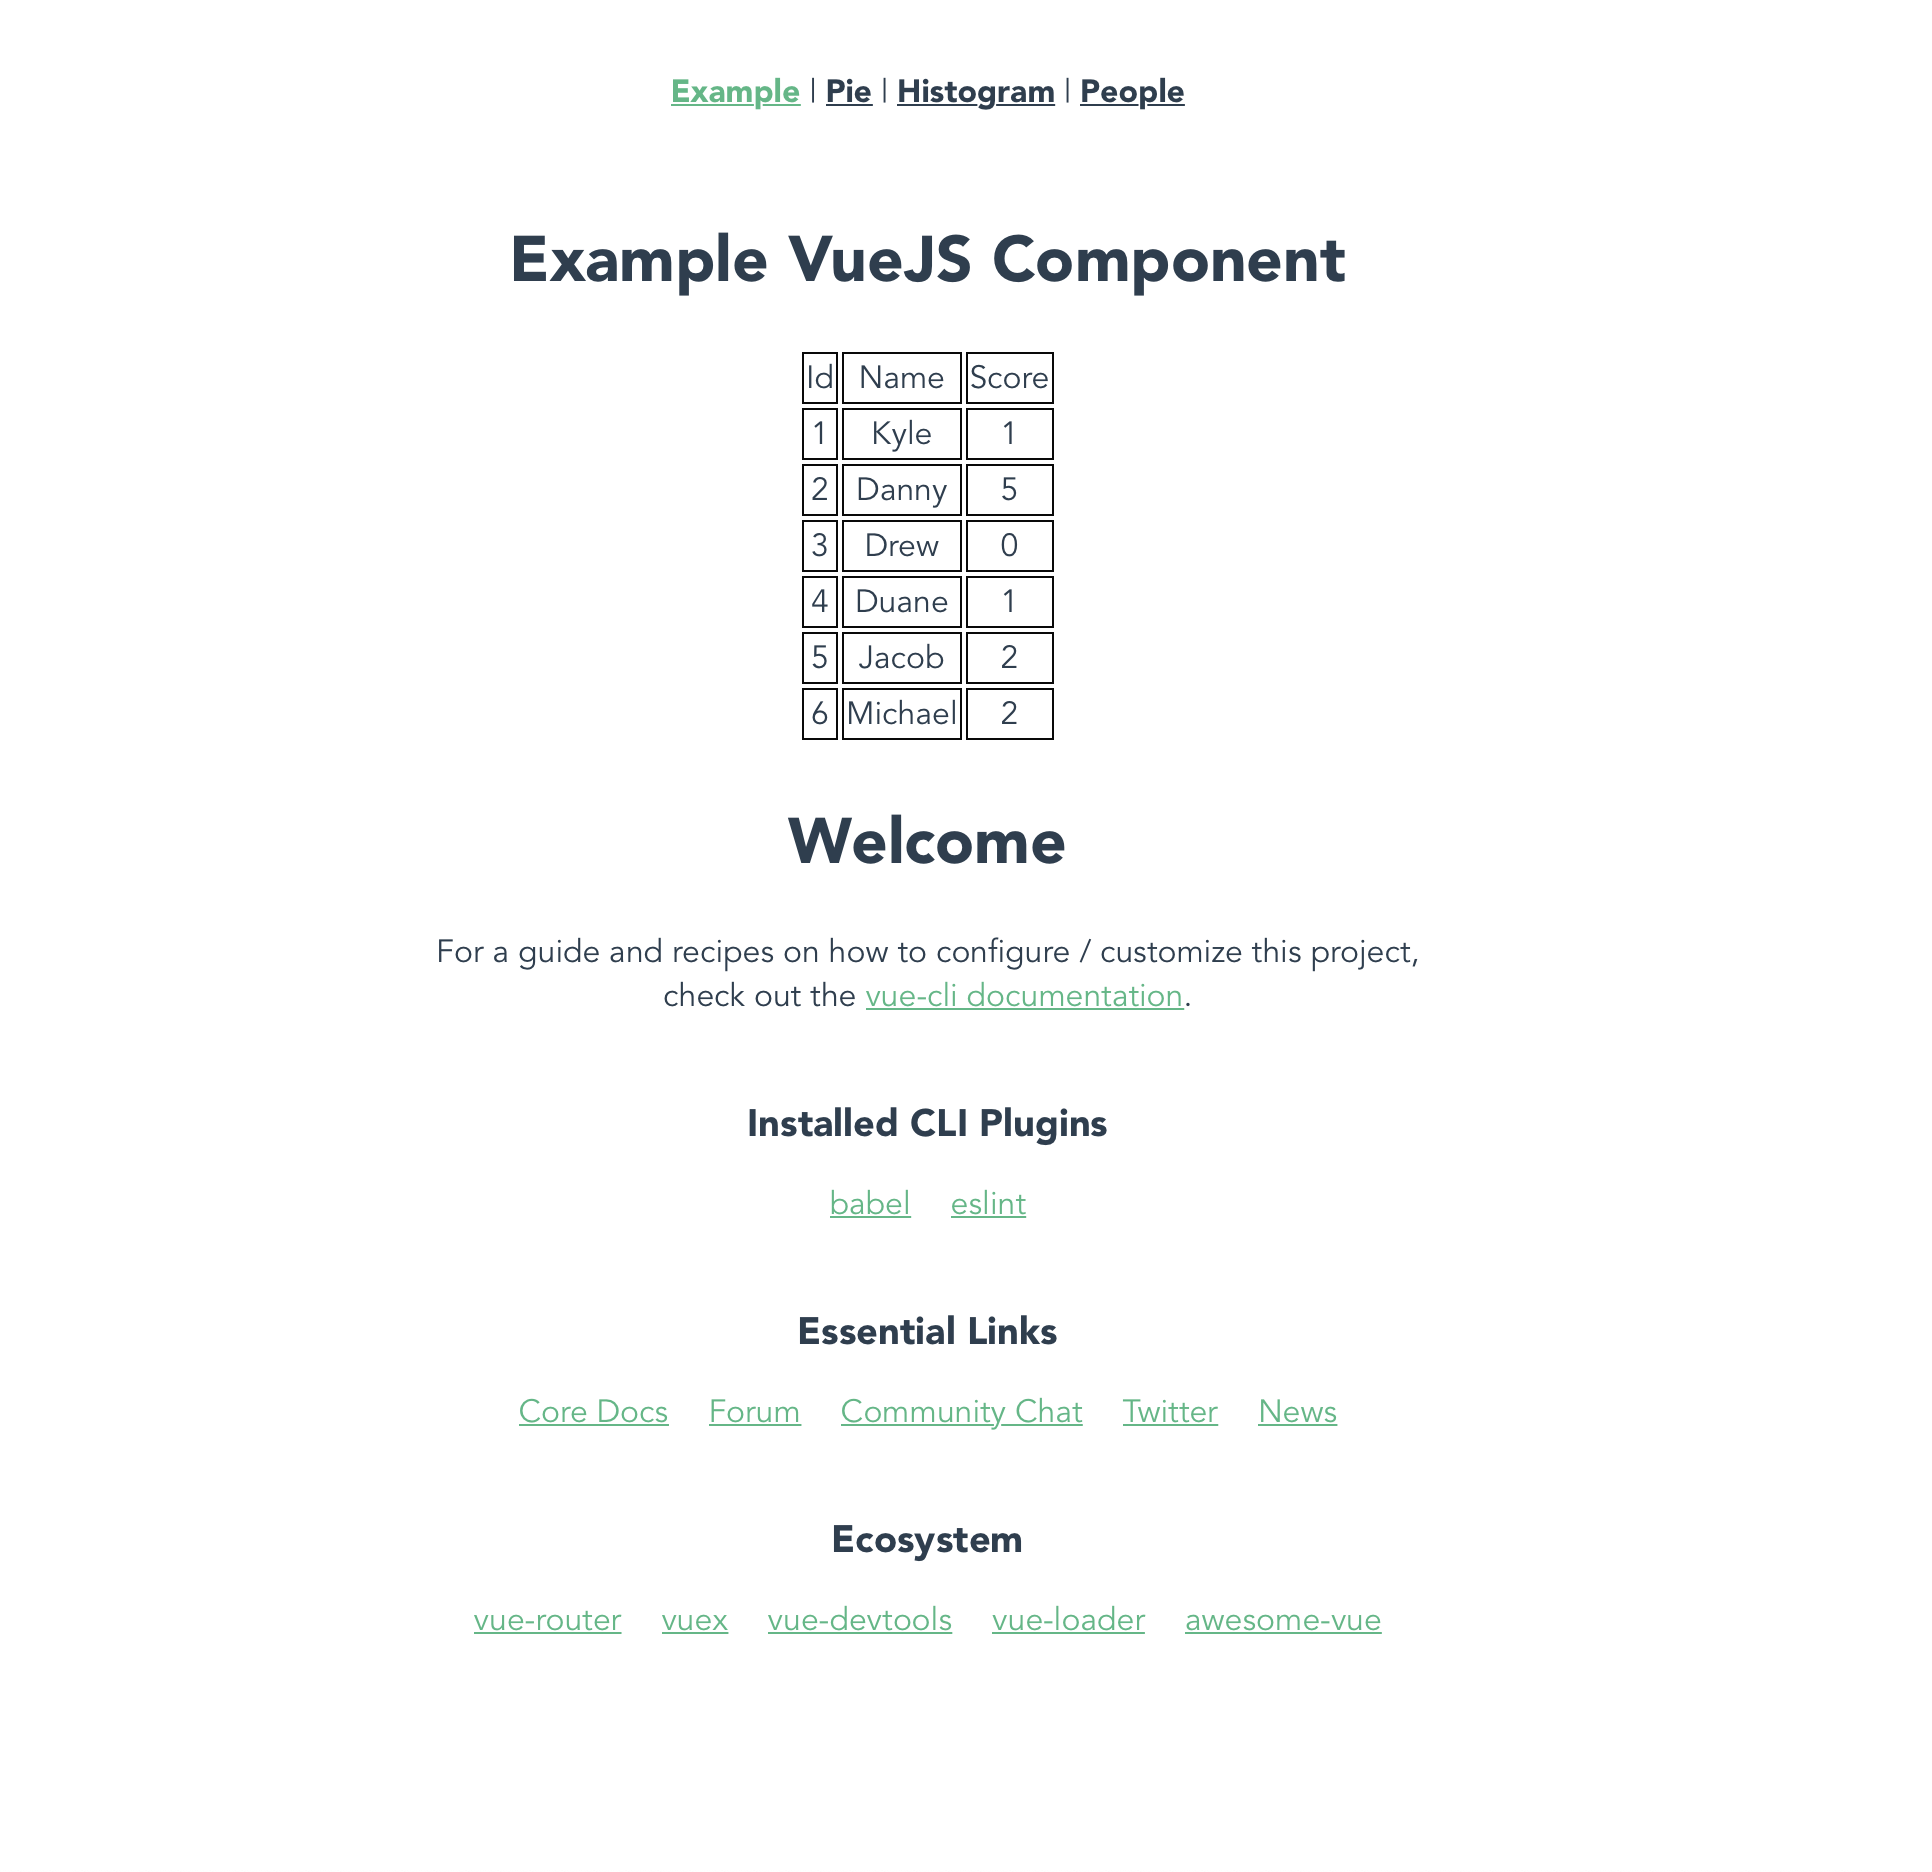 Example | Pie | Histogram | People
Example VueJS Component
Id Name Score
1 Kyle 1
2 Danny 5
3 Drew 0
4 Duane 1
5 Jacob 2
6 Michael 2
Welcome
For a guide and recipes on how to configure / customize this project,
check out the vue-cli documentation.
Installed CLI Plugins
babel eslint
Essential Links
Core Docs Forum Community Chat Twitter News
Ecosystem
vue-router vuex vue-devtools vue-loader awesome-vue